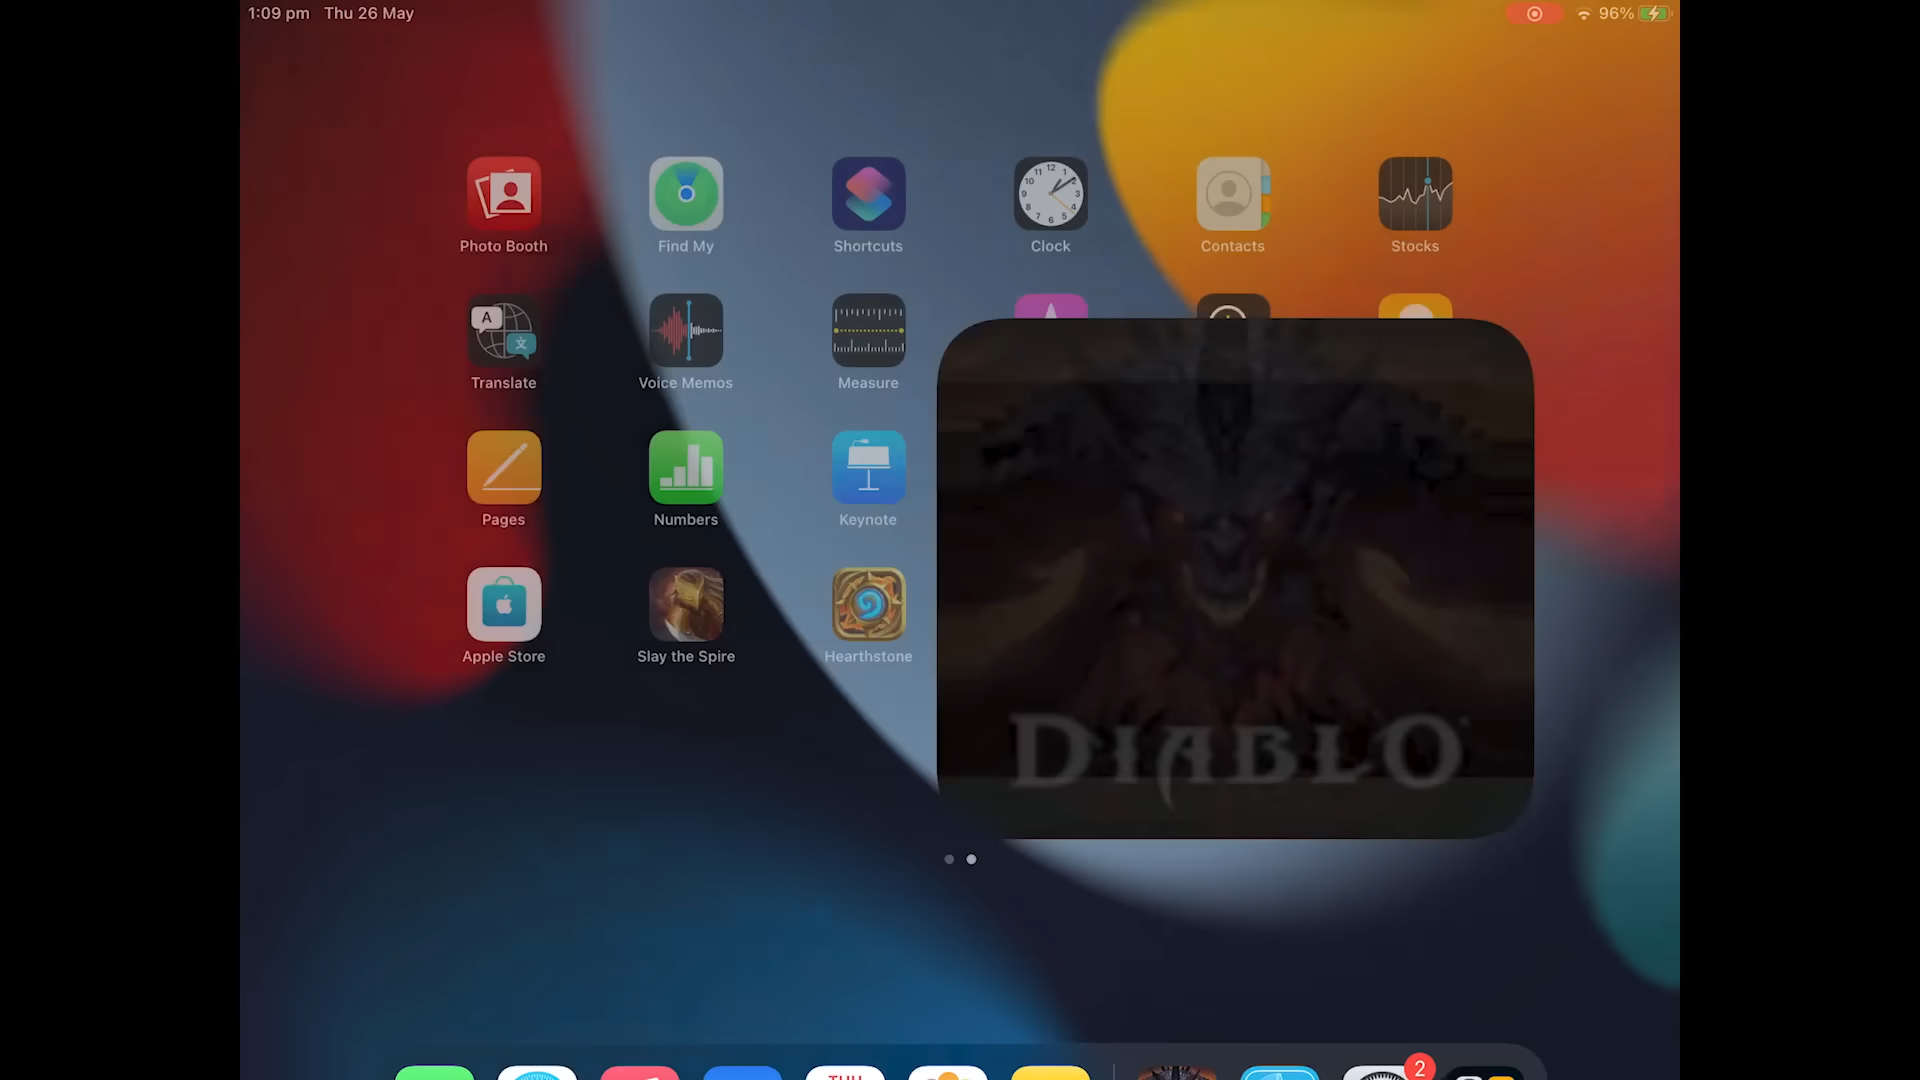 1:09 pm Thu 26 May 96%
Photo Booth Find My Shortcuts Clock Contacts Stocks
Translate Voice Memos Measure
Pages Numbers Keynote
Apple Store Slay the Spire Hearthstone
DIABLO
THU
2